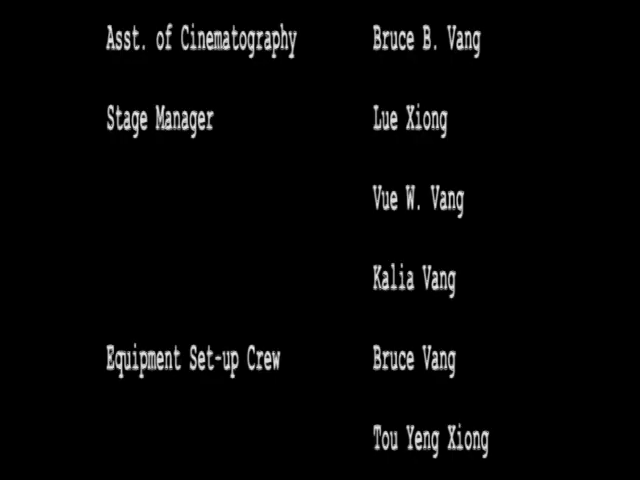 Asst. of Cinematography Bruce B. Vang
Stage Manager Lue Xiong
Vue W. Vang
Kalia Vang
Equipment Set-up Crew Bruce Vang
Tou Yeng Xiong